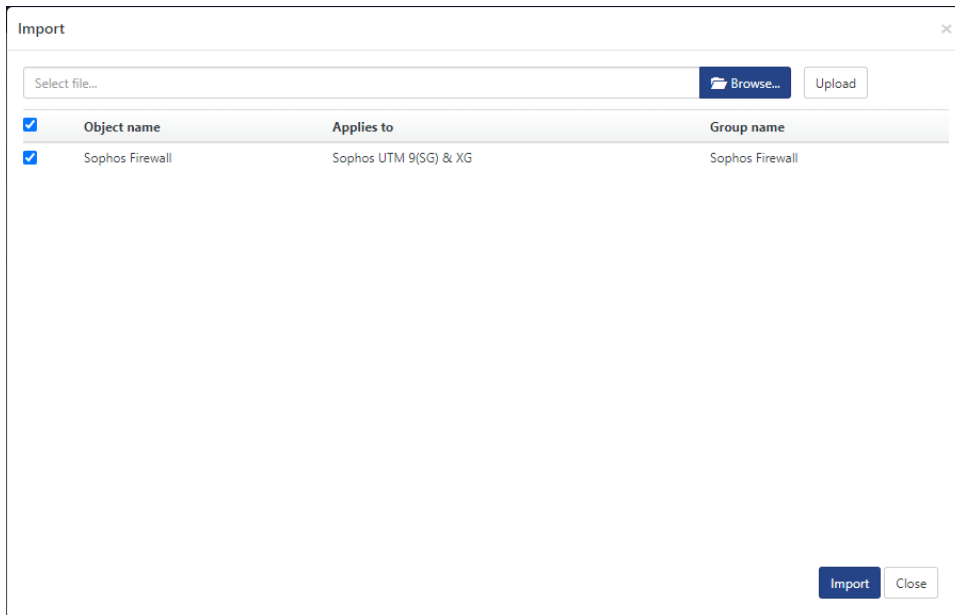 Import
Select file...
Browse...
Upload
Object name Applies to Group name
Sophos Firewall Sophos UTM 9(SG) & XG Sophos Firewall
Import Close